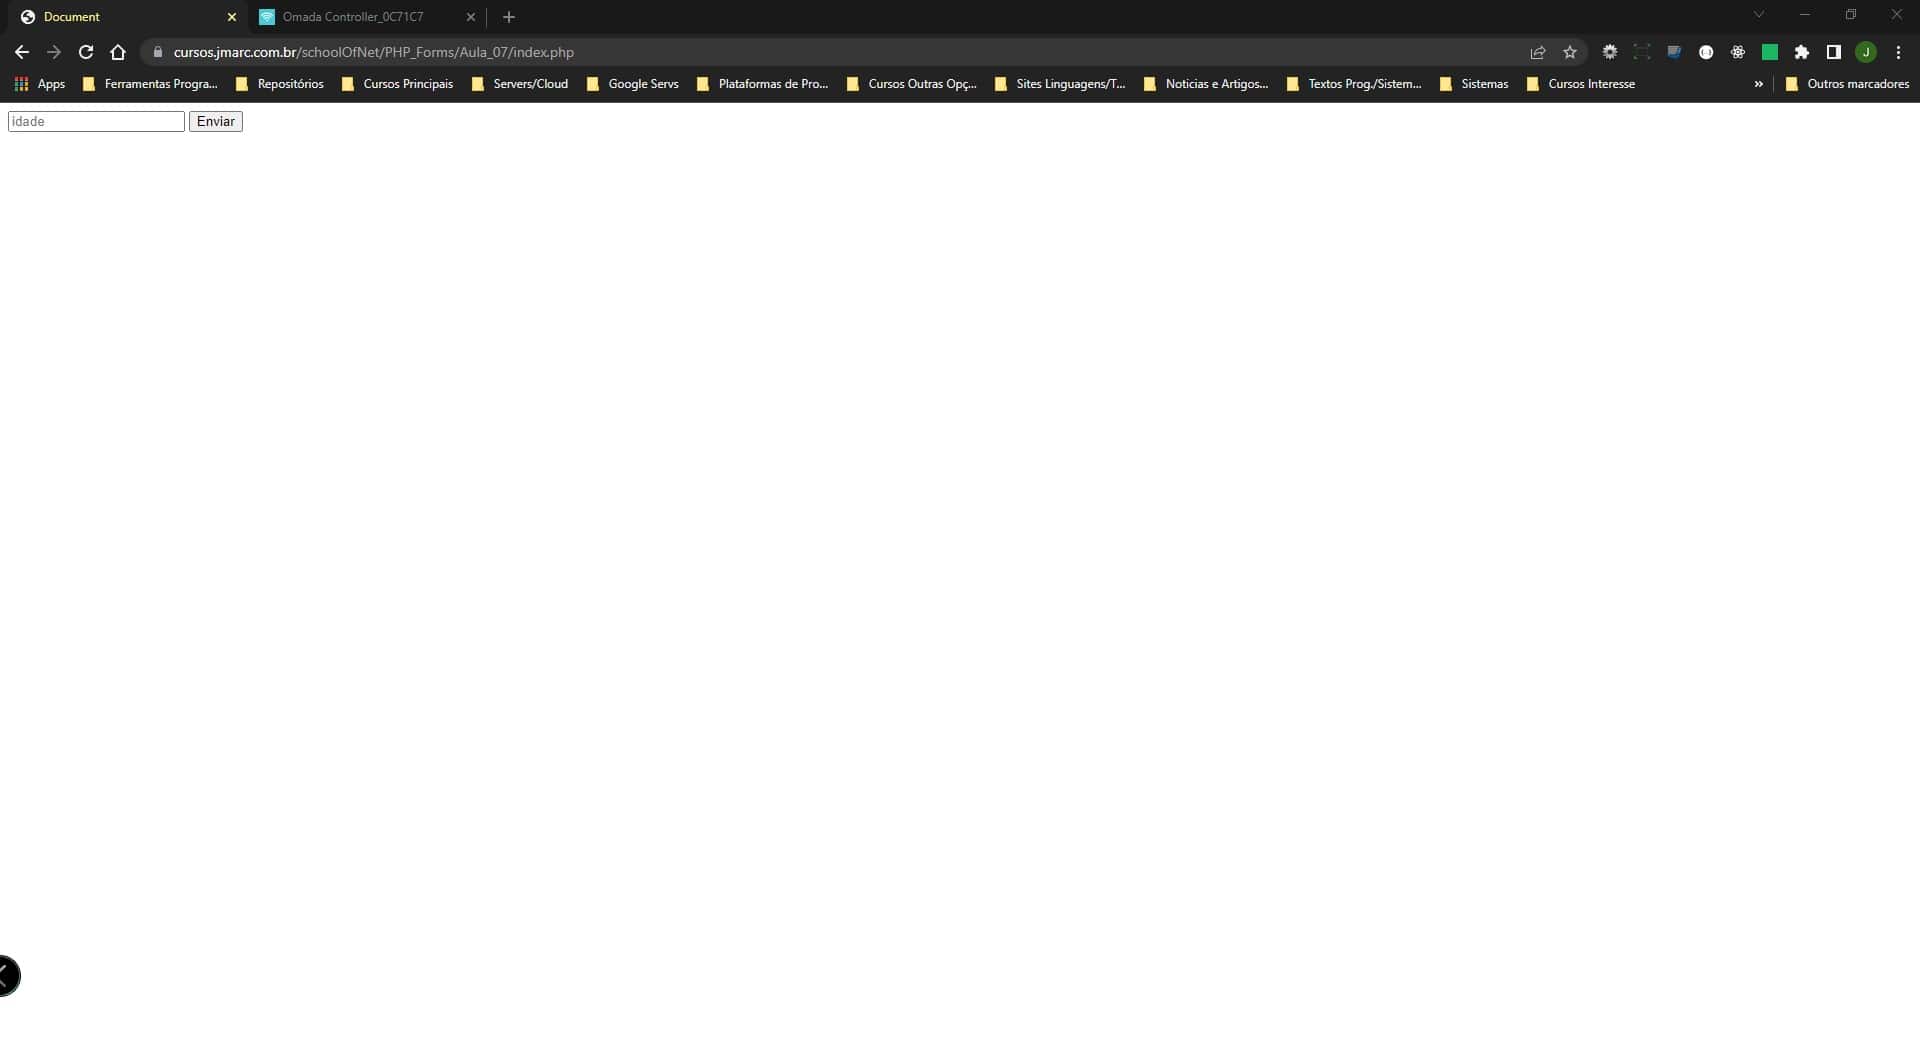 Document Omada Controller_0C71C7
cursos.jmarc.com.br/schoolOfNet/PHP_Forms/Aula_07/index.php J
Apps Ferramentas Progra... Repositórios Cursos Principais Servers/Cloud Google Servs Plataformas de Pro... Cursos Outras Opç... Sites Linguagens/T... Noticias e Artigos... Textos Prog./Sistem... Sistemas Cursos Interesse » Outros marcadores
idade Enviar